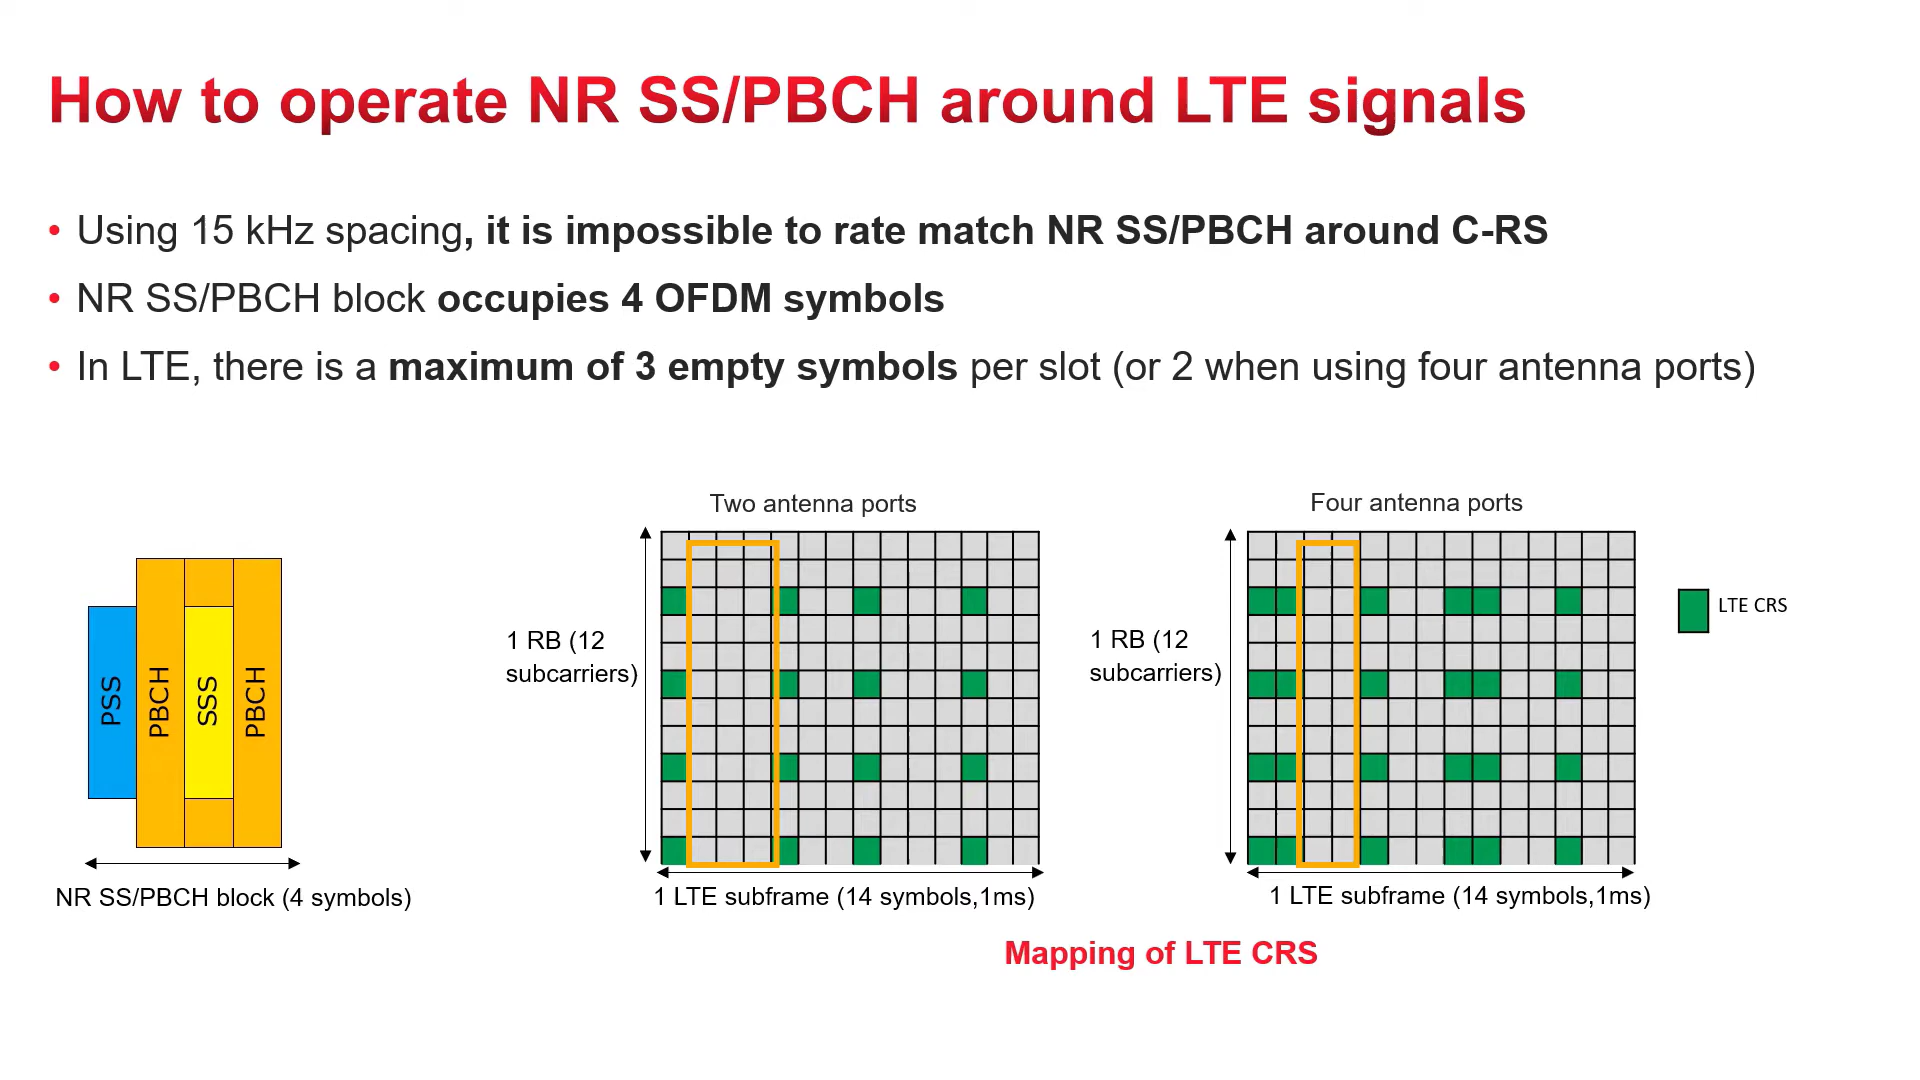 How to operate NR SS/PBCH around LTE signals
• Using 15 kHz spacing, it is impossible to rate match NR SS/PBCH around C-RS
• NR SS/PBCH block occupies 4 OFDM symbols
• In LTE, there is a maximum of 3 empty symbols per slot (or 2 when using four antenna ports)
PSS
PBCH
SSS
PBCH
NR SS/PBCH block (4 symbols)
Two antenna ports
1 RB (12
subcarriers)
1 LTE subframe (14 symbols,1ms)
Four antenna ports
1 RB (12
subcarriers)
1 LTE subframe (14 symbols,1ms)
LTE CRS
Mapping of LTE CRS